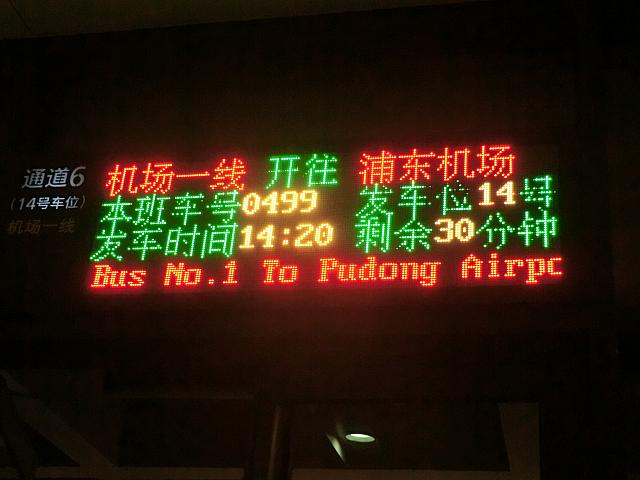 通道6
(14号车位)
机场一线
机场一线 开往 浦东机场
本班车号0499 发车位14号
发车时间14:20 剩余30分钟
Bus No.1 To Pudong Airpo